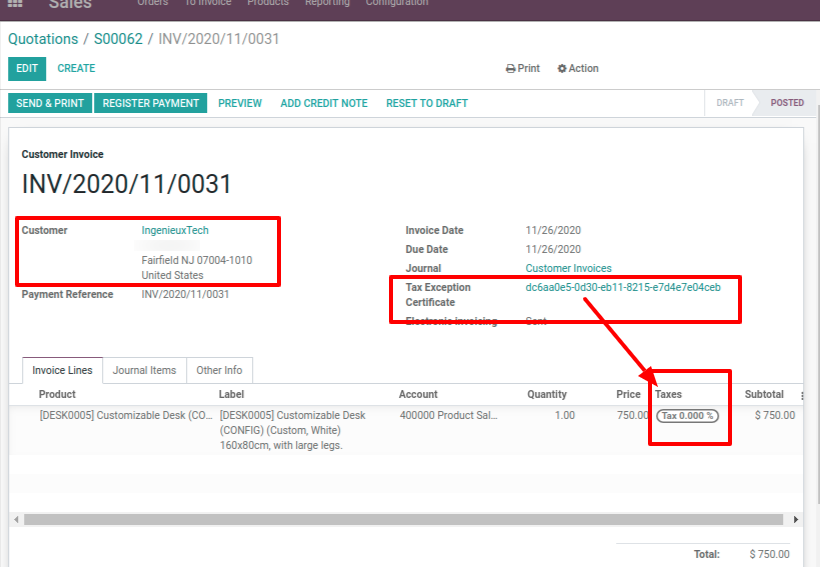 Sales Orders To Invoice Products Reporting Configuration
Quotations / S00062 / INV/2020/11/0031
EDIT CREATE Print Action
SEND & PRINT REGISTER PAYMENT PREVIEW ADD CREDIT NOTE RESET TO DRAFT DRAFT POSTED
Customer Invoice
INV/2020/11/0031
Customer IngenieuxTech
Fairfield NJ 07004-1010
United States
Payment Reference INV/2020/11/0031
Invoice Date 11/26/2020
Due Date 11/26/2020
Journal Customer Invoices
Tax Exception dc6aa0e5-0d30-eb11-8215-e7d4e7e04ceb
Certificate
Electronic invoicing Sent
Invoice Lines Journal Items Other Info
Product Label Account Quantity Price Taxes Subtotal
[DESK0005] Customizable Desk (CO... [DESK0005] Customizable Desk 400000 Product Sal... 1.00 750.00 Tax 0.000 % $ 750.00
(CONFIG) (Custom, White)
160x80cm, with large legs.
Total: $ 750.00